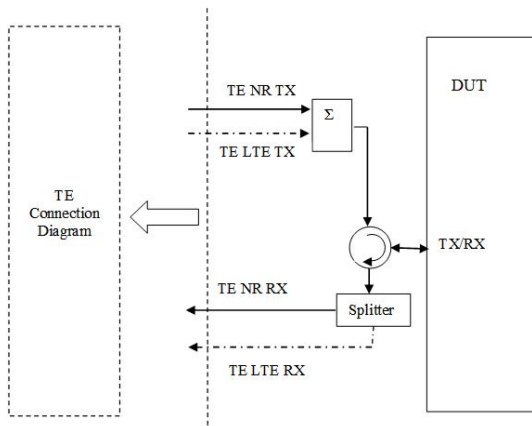 TE NR TX
DUT
Σ
TE LTE TX
TE
Connection
Diagram
TX/RX
TE NR RX
Splitter
TE LTE RX